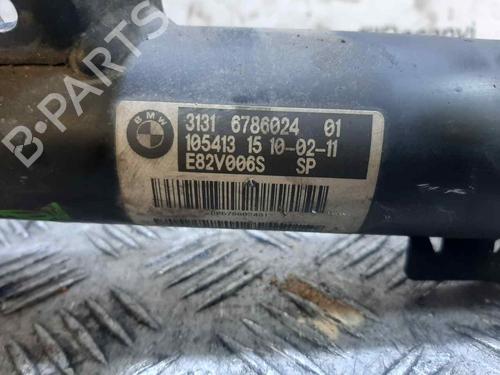 BMW
3131 6786024 01
105413 15 10-02-11
E82V006S SP
B-PARTS